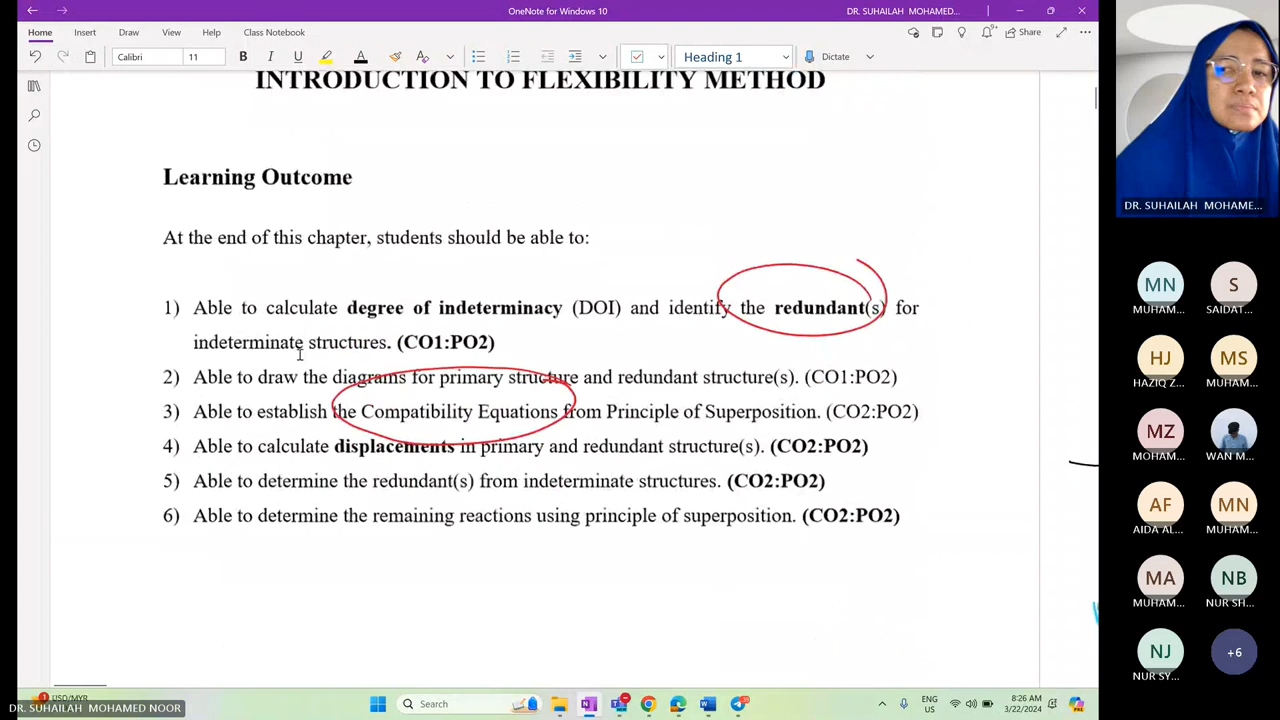 OneNote for Windows 10
DR. SUHAILAH MOHAMED...
Home Insert Draw View Help Class Notebook
Share
Calibri 11 B I U A Heading 1 Dictate
INTRODUCTION TO FLEXIBILITY METHOD
Learning Outcome
At the end of this chapter, students should be able to:
1) Able to calculate degree of indeterminacy (DOI) and identify the redundant(s) for
indeterminate structures. (CO1:PO2)
2) Able to draw the diagrams for primary structure and redundant structure(s). (CO1:PO2)
3) Able to establish the Compatibility Equations from Principle of Superposition. (CO2:PO2)
4) Able to calculate displacements in primary and redundant structure(s). (CO2:PO2)
5) Able to determine the redundant(s) from indeterminate structures. (CO2:PO2)
6) Able to determine the remaining reactions using principle of superposition. (CO2:PO2)
DR. SUHAILAH MOHAME...
MN S
MUHAM... SAIDAT...
HJ MS
HAZIQ Z... MUHAM...
MZ
MOHAM... WAN M...
AF MN
AIDA AL... MUHAM...
MA NB
MUHAM... NUR SH...
NJ +6
NUR SY...
USD/MYR
DR. SUHAILAH MOHAMED NOOR
Search
ENG
US
8:26 AM
3/22/2024